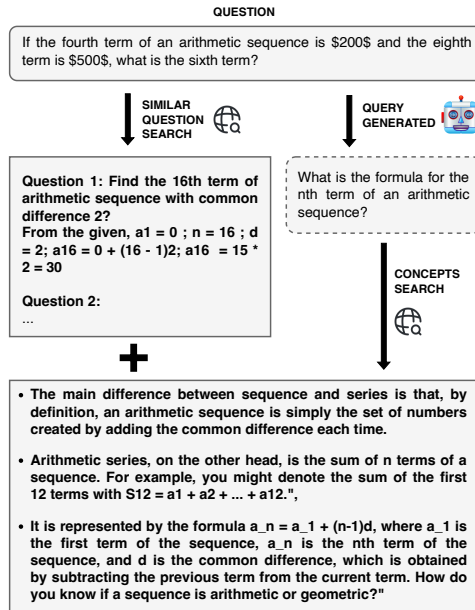 QUESTION
If the fourth term of an arithmetic sequence is $200$ and the eighth
term is $500$, what is the sixth term?
SIMILAR
QUESTION
SEARCH
QUERY
GENERATED
Question 1: Find the 16th term of
arithmetic sequence with common
difference 2?
From the given, a1 = 0 ; n = 16 ; d
= 2; a16 = 0 + (16 - 1)2; a16 = 15 *
2 = 30
Question 2:
...
What is the formula for the
nth term of an arithmetic
sequence?
CONCEPTS
SEARCH
+
• The main difference between sequence and series is that, by
definition, an arithmetic sequence is simply the set of numbers
created by adding the common difference each time.
• Arithmetic series, on the other head, is the sum of n terms of a
sequence. For example, you might denote the sum of the first
12 terms with S12 = a1 + a2 + ... + a12.",
• It is represented by the formula a_n = a_1 + (n-1)d, where a_1 is
the first term of the sequence, a_n is the nth term of the
sequence, and d is the common difference, which is obtained
by subtracting the previous term from the current term. How do
you know if a sequence is arithmetic or geometric?"